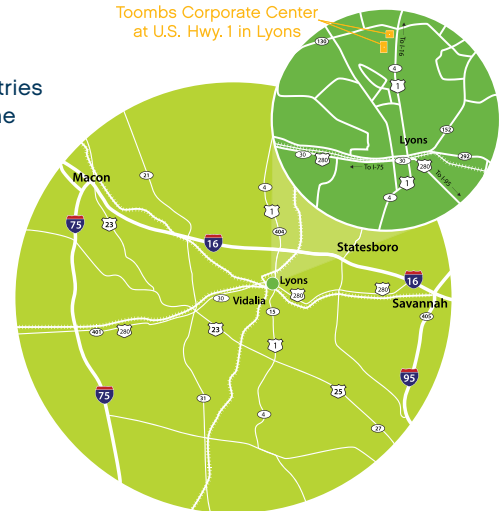 Toombs Corporate Center
at U.S. Hwy. 1 in Lyons
tries
ne
130
To I-16
4
1
Lyons
152
292
30
280
To I-75
30
280
1
To I-95
4
21
Macon
4
1
75
23
404
16
Statesboro
Lyons
16
280
30
Vidalia
280
Savannah
15
405
401
280
23
1
95
75
25
31
4
27